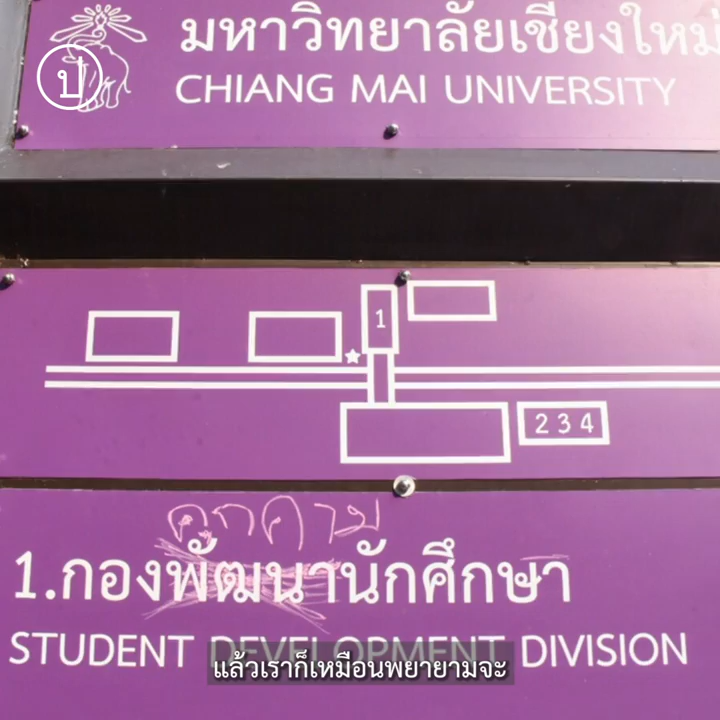 ป
มหาวิทยาลัยเชียงใหม่
CHIANG MAI UNIVERSITY
1
2 3 4
คุกคาม
1.กองพัฒนานักศึกษา
STUDENT DEVELOPMENT DIVISION
แล้วเราก็เหมือนพยายามจะ